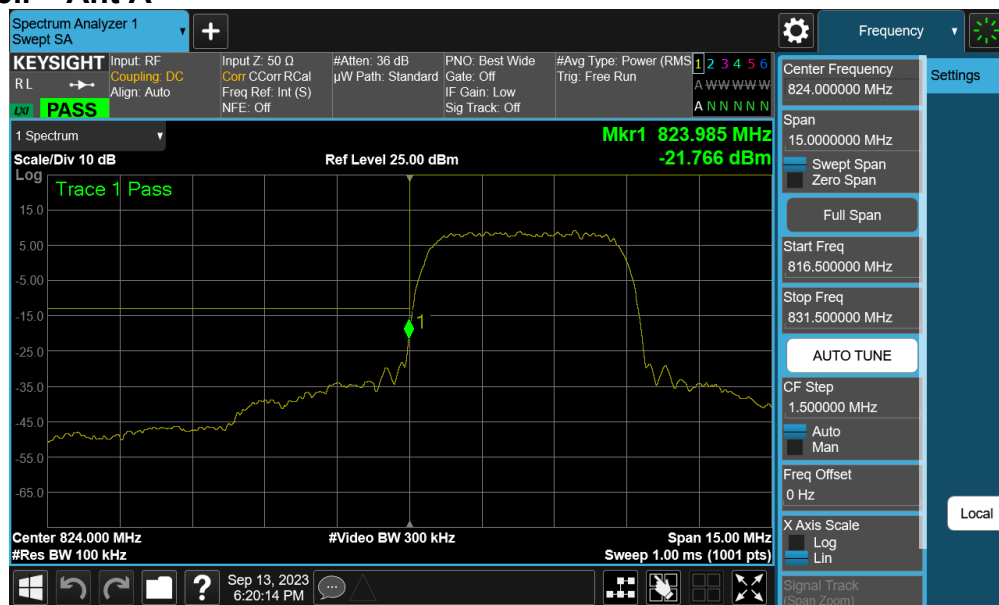 Spectrum Analyzer 1
Swept SA
+
Frequency
KEYSIGHT
R L
LXI PASS
Input: RF
Coupling: DC
Align: Auto
Input Z: 50 Ω
Corr CCorr RCal
Freq Ref: Int (S)
NFE: Off
#Atten: 36 dB
µW Path: Standard
PNO: Best Wide
Gate: Off
IF Gain: Low
Sig Track: Off
#Avg Type: Power (RMS
Trig: Free Run
1 2 3 4 5 6
A W W W W W
A N N N N N
1 Spectrum
Mkr1 823.985 MHz
Scale/Div 10 dB
Ref Level 25.00 dBm
-21.766 dBm
Log
Trace 1 Pass
15.0
5.00
-5.00
-15.0
-25.0
-35.0
-45.0
-55.0
-65.0
1
Center 824.000 MHz
#Video BW 300 kHz
Span 15.00 MHz
#Res BW 100 kHz
Sweep 1.00 ms (1001 pts)
Center Frequency
824.000000 MHz
Span
15.0000000 MHz
Swept Span
Zero Span
Full Span
Start Freq
816.500000 MHz
Stop Freq
831.500000 MHz
AUTO TUNE
CF Step
1.500000 MHz
Auto
Man
Freq Offset
0 Hz
X Axis Scale
Log
Lin
Signal Track
(Span Zoom)
Settings
Local
?
Sep 13, 2023
6:20:14 PM